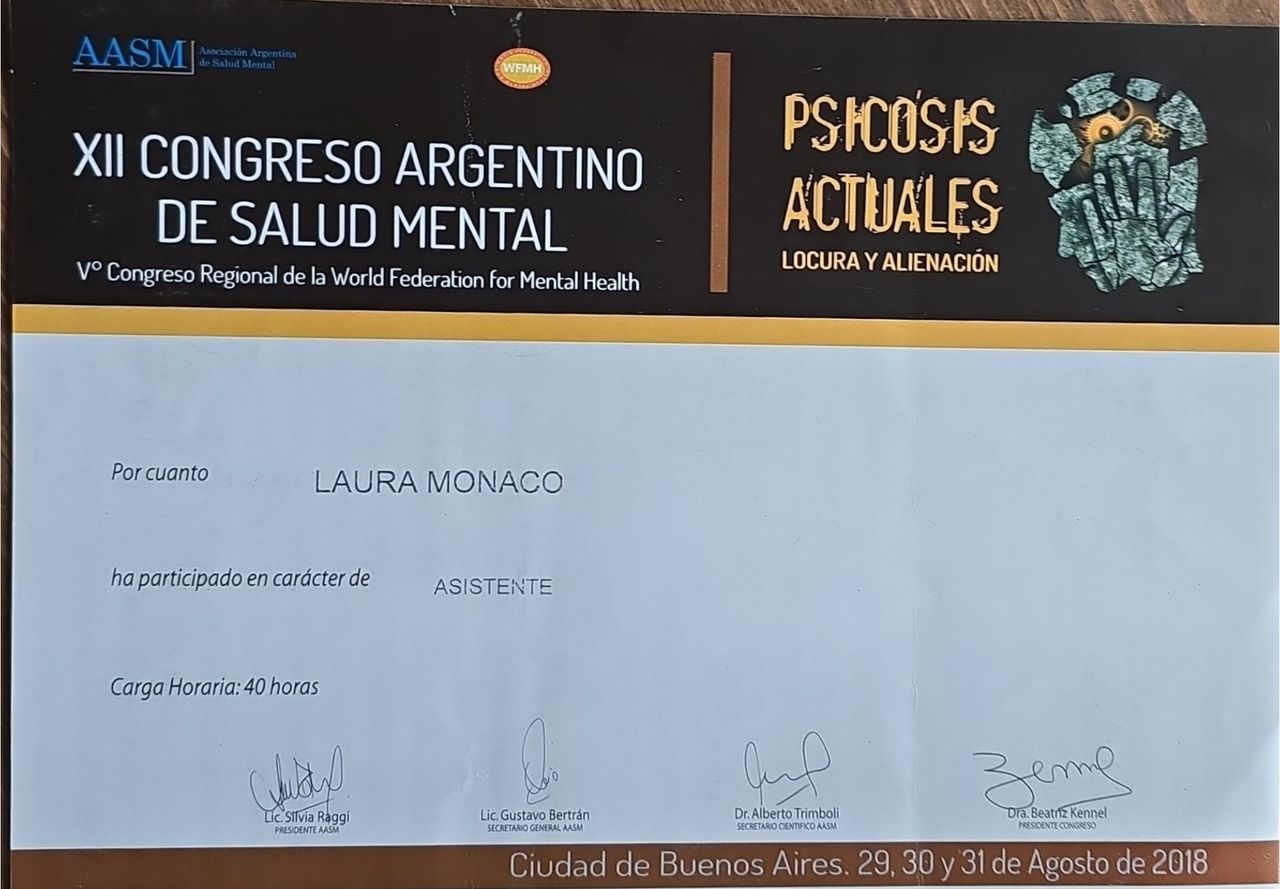 AASM Asociación Argentina
de Salud Mental
WFMH
XII CONGRESO ARGENTINO
DE SALUD MENTAL
V° Congreso Regional de la World Federation for Mental Health
PSICOSIS
ACTUALES
LOCURA Y ALIENACIÓN
Por cuanto LAURA MONACO
ha participado en carácter de ASISTENTE
Carga Horaria: 40 horas
Lic. Silvia Raggi
PRESIDENTE AASM
Lic. Gustavo Bertrán
SECRETARIO GENERAL AASM
Dr. Alberto Trimboli
SECRETARIO CIENTIFICO AASM
Dra. Beatriz Kennel
PRESIDENTE CONGRESO
Ciudad de Buenos Aires. 29, 30 y 31 de Agosto de 2018